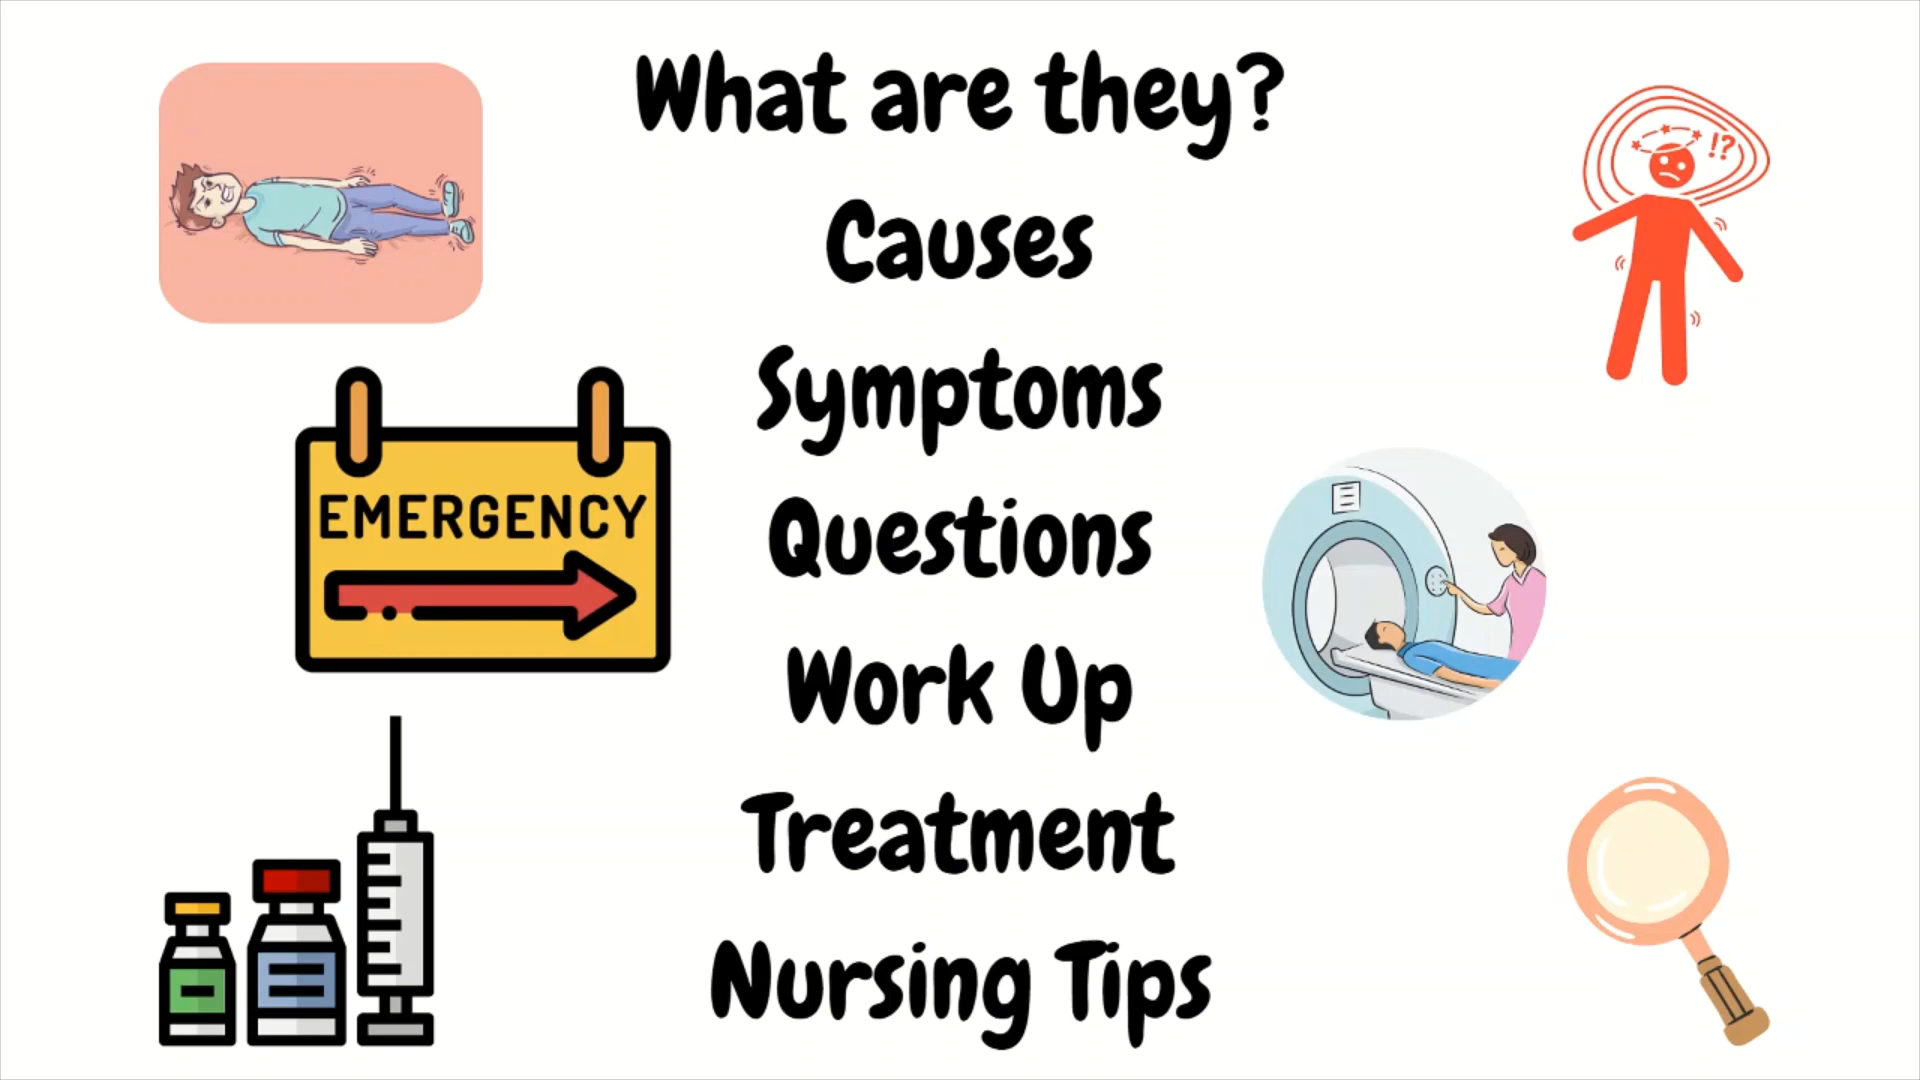 What are they?
Causes
Symptoms
Questions
Work Up
Treatment
Nursing Tips
EMERGENCY
!?